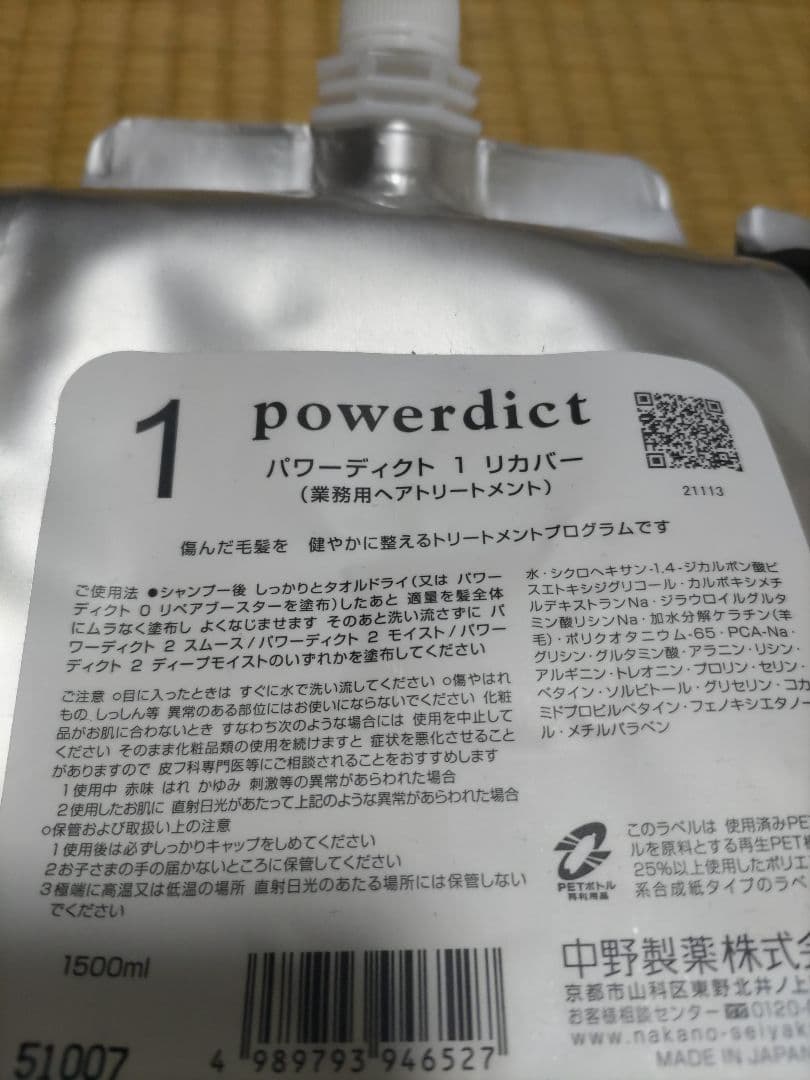 1
powerdict
パワーディクト 1 リカバー
(業務用ヘアトリートメント)
21113
傷んだ毛髪を 健やかに整えるトリートメントプログラムです
ご使用法 ●シャンプー後 しっかりとタオルドライ(又は パワー
ディクト 0 リペアブースターを塗布)したあと 適量を髪全体
にムラなく塗布し よくなじませます そのあと洗い流さずに パ
ワーディクト 2 スムース/パワーディクト 2 モイスト/パワー
ディクト 2 ディープモイストのいずれかを塗布してください
ご注意 ○目に入ったときは すぐに水で洗い流してください ○傷やはれ
もの、しっしん等 異常のある部位にはお使いにならないでください 化粧
品がお肌に合わないとき すなわち次のような場合には 使用を中止して
ください そのまま化粧品類の使用を続けますと 症状を悪化させること
がありますので 皮フ科専門医等にご相談されることをおすすめします
1使用中 赤味 はれ かゆみ 刺激等の異常があらわれた場合
2使用したお肌に 直射日光があたって上記のような異常があらわれた場合
○保管および取扱い上の注意
1使用後は必ずしっかりキャップをしめてください
2お子さまの手の届かないところに保管してください
3極端に高温又は低温の場所 直射日光のあたる場所には保管しない
でください
水・シクロヘキサン-1,4-ジカルボン酸ビ
スエトキシジグリコール・カルボキシメチ
ルデキストランNa・ジラウロイルグルタ
ミン酸リシンNa・加水分解ケラチン(羊
毛)・ポリクオタニウム-65・PCA-Na・
グリシン・グルタミン酸・アラニン・リシン・
アルギニン・トレオニン・プロリン・セリン・
ベタイン・ソルビトール・グリセリン・コカ
ミドプロピルベタイン・フェノキシエタノー
ル・メチルパラベン
PETボトル
再利用品
このラベルは 使用済みPE
ルを原料とする再生PET
25%以上使用したポリエ
系合成紙タイプのラベ
1500ml
51007
4 989793 946527
中野製薬株式会
京都市山科区東野北井ノ上
お客様相談センター 0120-
www.nakano-seiyak
MADE IN JAPAN